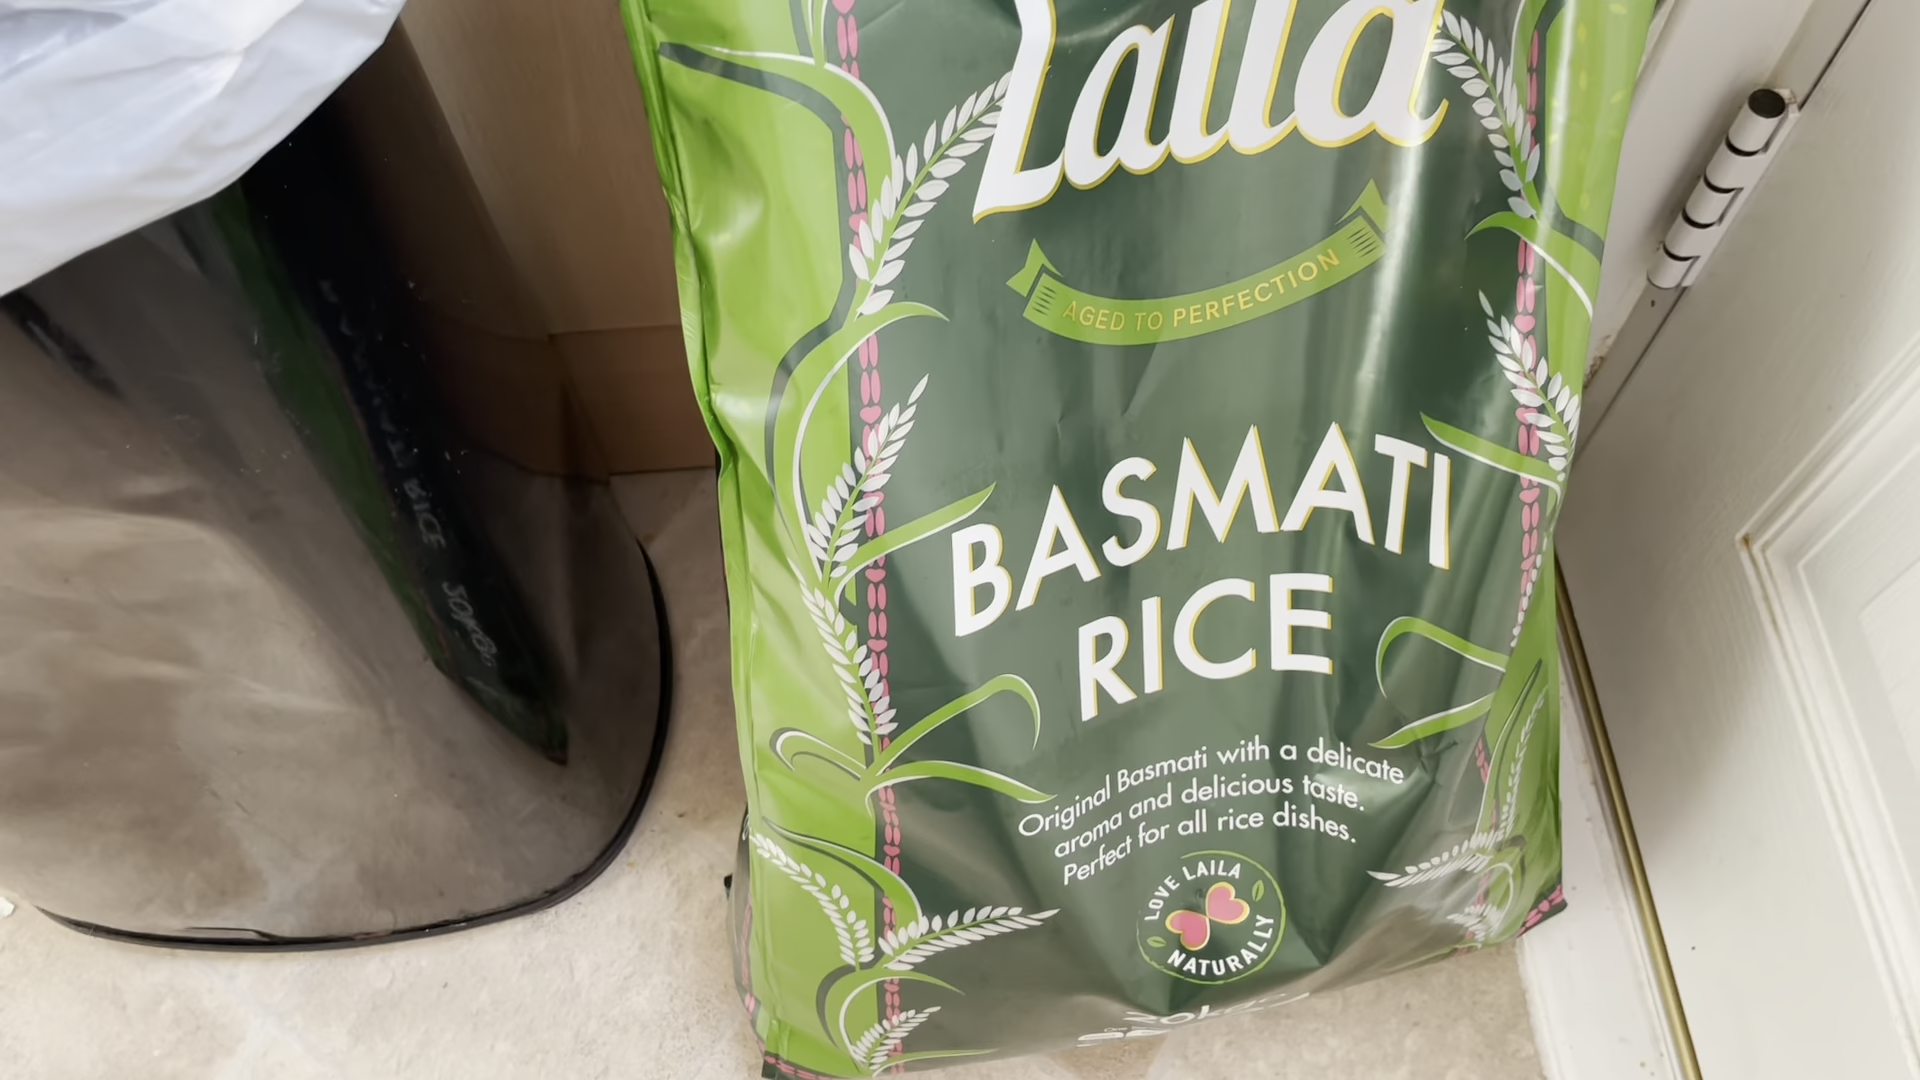 Laila
AGED TO PERFECTION
BASMATI
RICE
Original Basmati with a delicate
aroma and delicious taste.
Perfect for all rice dishes.
LOVE LAILA
NATURALLY
RICE